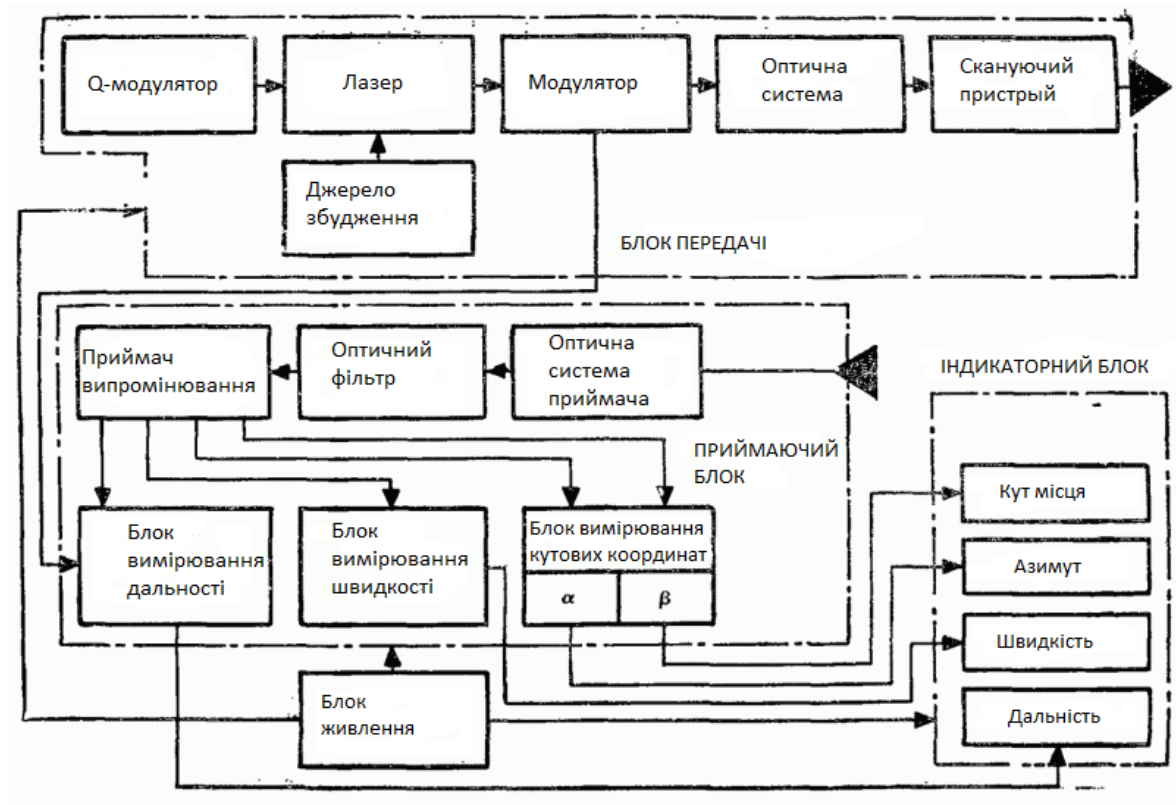 Q-модулятор
Лазер
Модулятор
Оптична
система
Скануючий
пристрый
Джерело
збудження
БЛОК ПЕРЕДАЧІ
Приймач
випромінювання
Оптичний
фільтр
Оптична
система
приймача
ІНДИКАТОРНИЙ БЛОК
ПРИЙМАЮЧИЙ
БЛОК
Блок
вимірювання
дальності
Блок
вимірювання
швидкості
Блок вимірювання
кутових координат
α
β
Кут місця
Азимут
Швидкість
Дальність
Блок
живлення